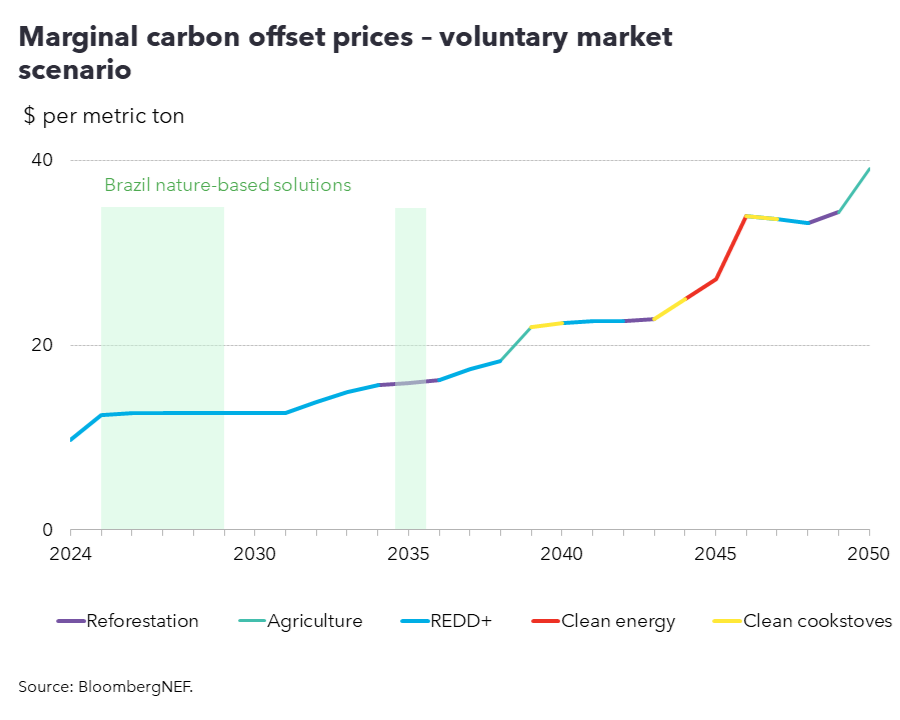 Marginal carbon offset prices – voluntary market
scenario
$ per metric ton
40
Brazil nature-based solutions
20
0
2024 2030 2035 2040 2045 2050
Reforestation Agriculture REDD+ Clean energy Clean cookstoves
Source: BloombergNEF.